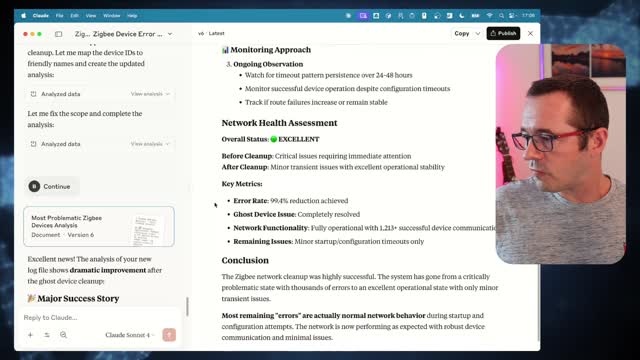 Claude File Edit View Window Help
17:06
Zig... Zigbee Device Error ...
v6 · Latest
Copy
Publish
cleanup. Let me map the device IDs to
friendly names and create the updated
analysis:
Analyzed data View analysis
Let me fix the scope and complete the
analysis:
Analyzed data View analysis
B Continue
Most Problematic Zigbee
Devices Analysis
Document · Version 6
Excellent news! The analysis of your new
log file shows dramatic improvement after
the ghost device cleanup:
🎉 Major Success Story
Reply to Claude...
Claude Sonnet 4
📊 Monitoring Approach
3. Ongoing Observation
• Watch for timeout pattern persistence over 24-48 hours
• Monitor successful device operation despite configuration timeouts
• Track if route failures increase or remain stable
Network Health Assessment
Overall Status: 🟢 EXCELLENT
Before Cleanup: Critical issues requiring immediate attention
After Cleanup: Minor transient issues with excellent operational stability
Key Metrics:
• Error Rate: 99.4% reduction achieved
• Ghost Device Issue: Completely resolved
• Network Functionality: Fully operational with 1,213+ successful device
• Remaining Issues: Minor startup/configuration timeouts only
Conclusion
The Zigbee network cleanup was highly successful. The system has gone from a critically
problematic state with thousands of errors to an excellent operational state with only minor
transient issues.
Most remaining "errors" are actually normal network behavior during startup and
configuration attempts. The network is now performing as expected with robust device
communication and minimal issues.